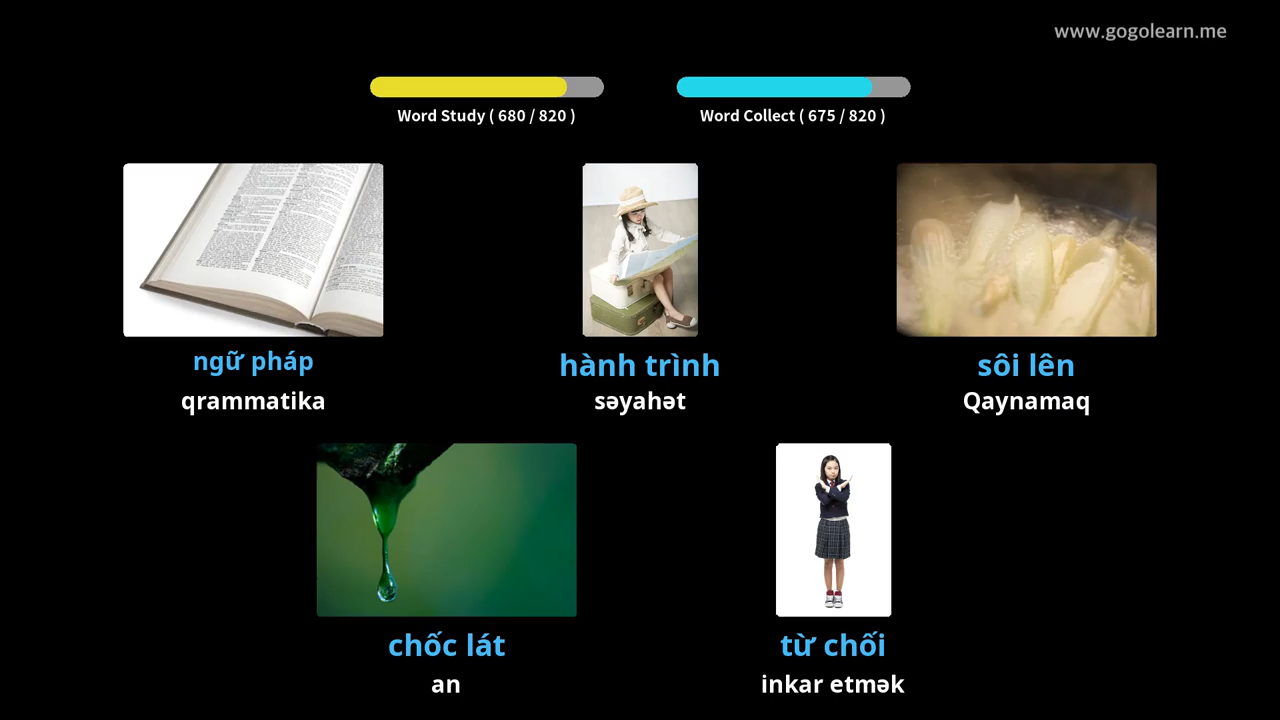 www.gogolearn.me
Word Study ( 680 / 820 )
Word Collect ( 675 / 820 )
ngữ pháp
qrammatika
hành trình
səyahət
sôi lên
Qaynamaq
chốc lát
an
từ chối
inkar etmək